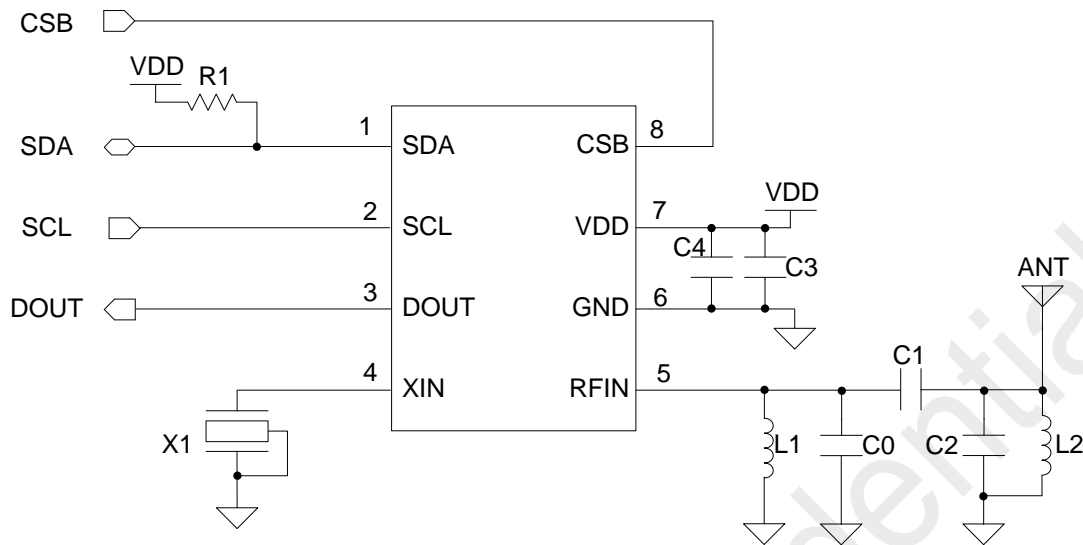 CSB
VDD
R1
SDA
1
SDA
CSB
8
SCL
2
SCL
VDD
7
VDD
C4
C3
DOUT
3
DOUT
GND
6
ANT
4
XIN
RFIN
5
C1
X1
L1
C0
C2
L2